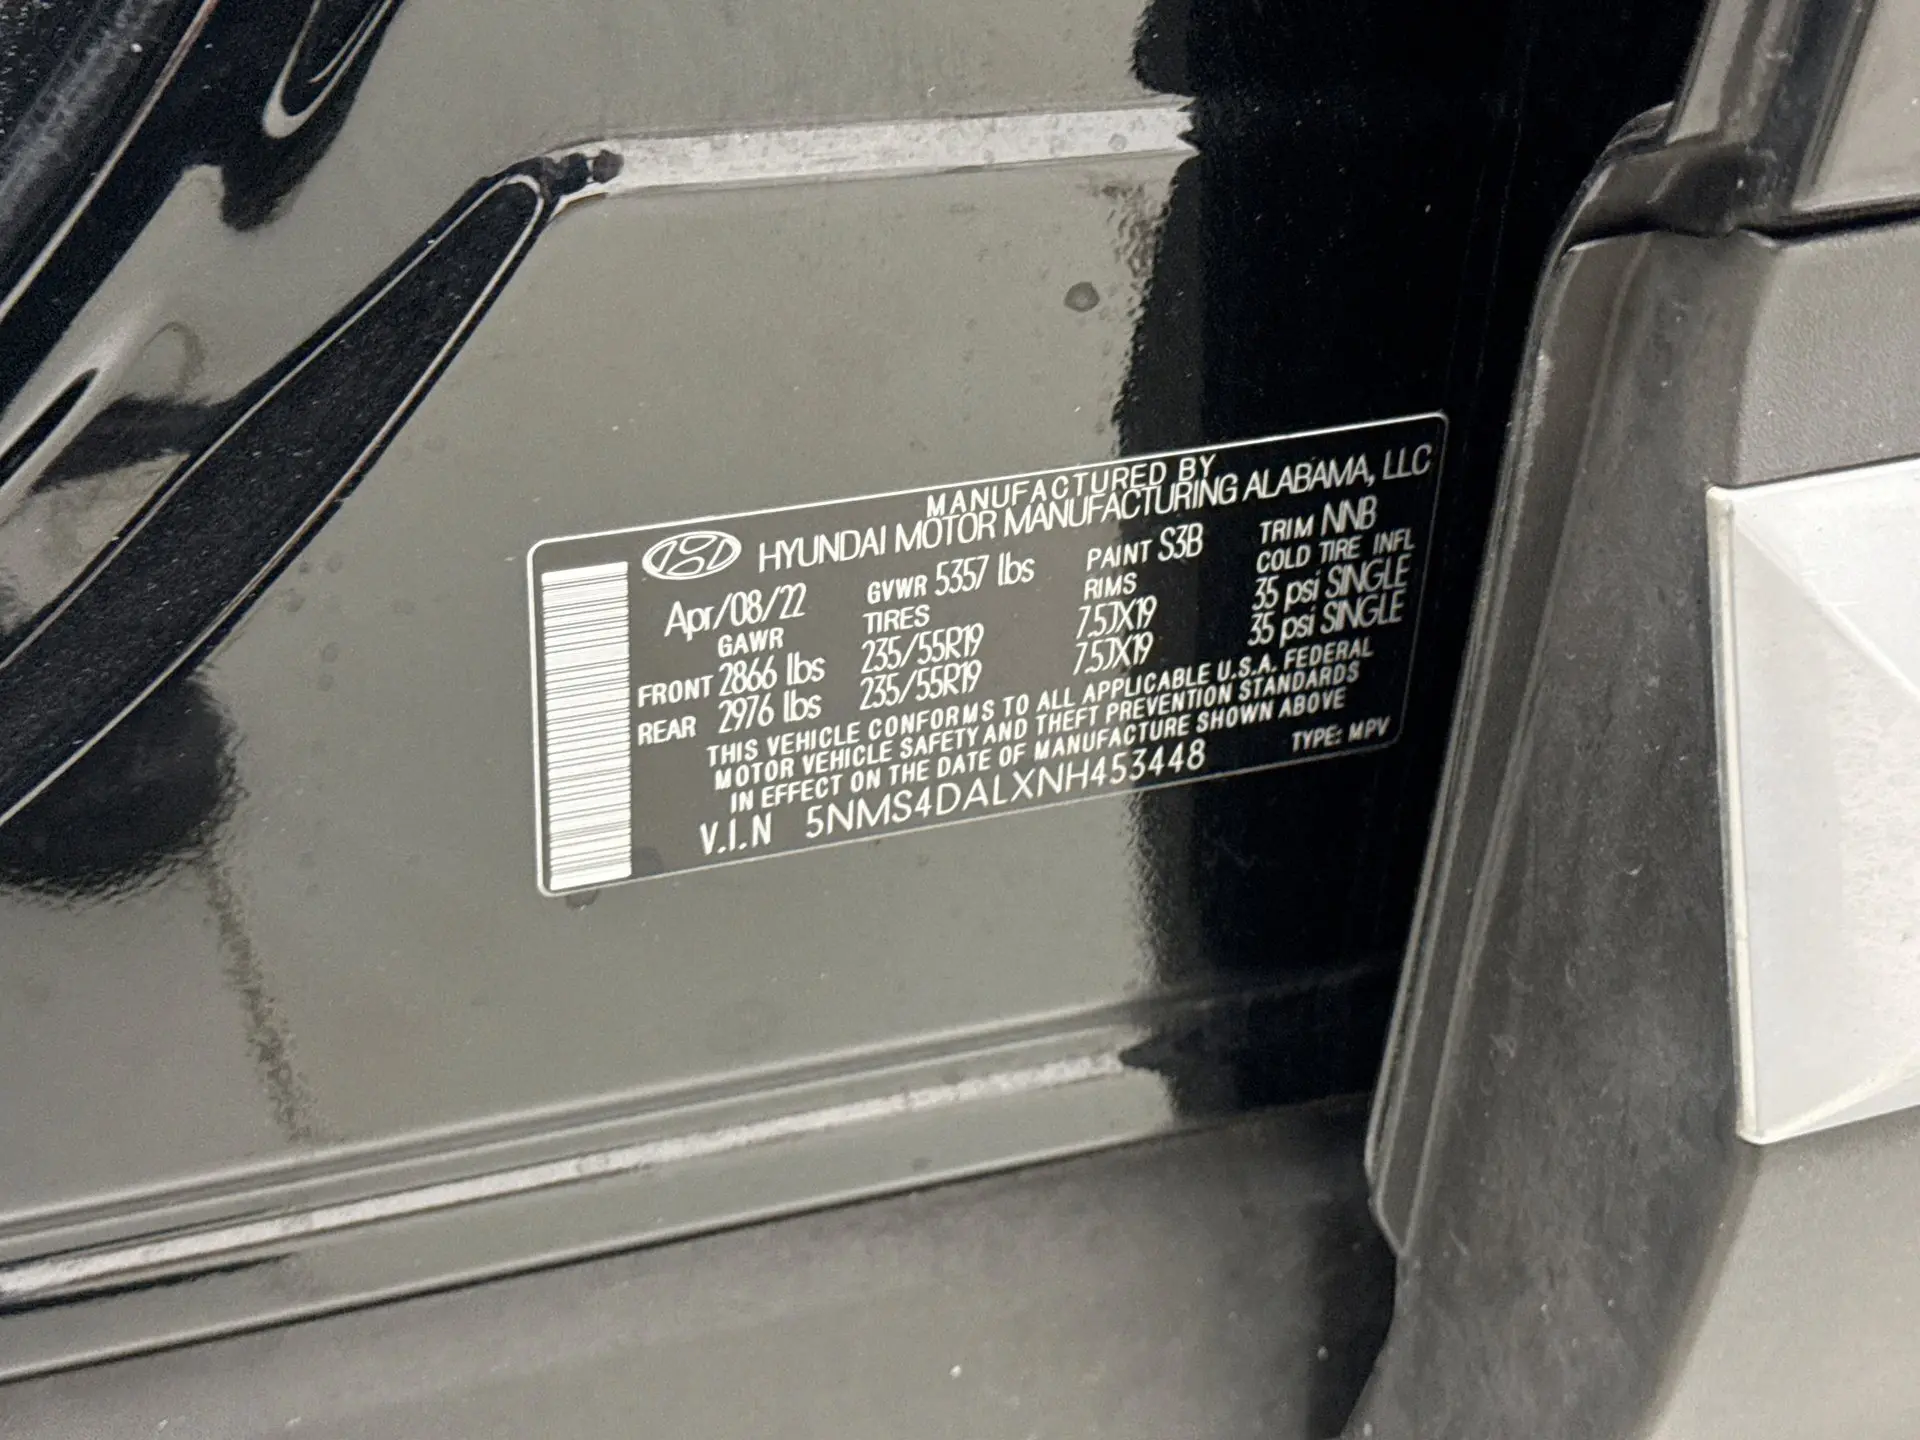 MANUFACTURED BY
HYUNDAI MOTOR MANUFACTURING ALABAMA, LLC
Apr/08/22 GVWR 5357 lbs PAINT S3B TRIM NNB
GAWR TIRES RIMS COLD TIRE INFL
FRONT 2866 lbs 235/55R19 7.5JX19 35 psi SINGLE
REAR 2976 lbs 235/55R19 7.5JX19 35 psi SINGLE
THIS VEHICLE CONFORMS TO ALL APPLICABLE U.S.A. FEDERAL
MOTOR VEHICLE SAFETY AND THEFT PREVENTION STANDARDS
IN EFFECT ON THE DATE OF MANUFACTURE SHOWN ABOVE
V.I.N 5NMS4DALXNH453448 TYPE: MPV